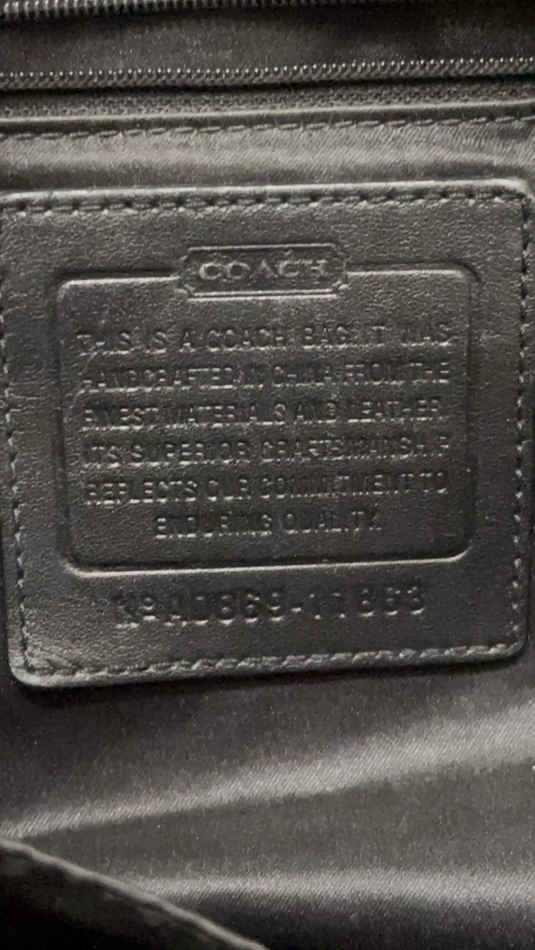 COACH
THIS IS A COACH BAG. IT WAS
HANDCRAFTED IN CHINA FROM THE
FINEST MATERIALS AND LEATHER.
ITS SUPERIOR CRAFTSMANSHIP
REFLECTS OUR COMMITMENT TO
ENDURING QUALITY.